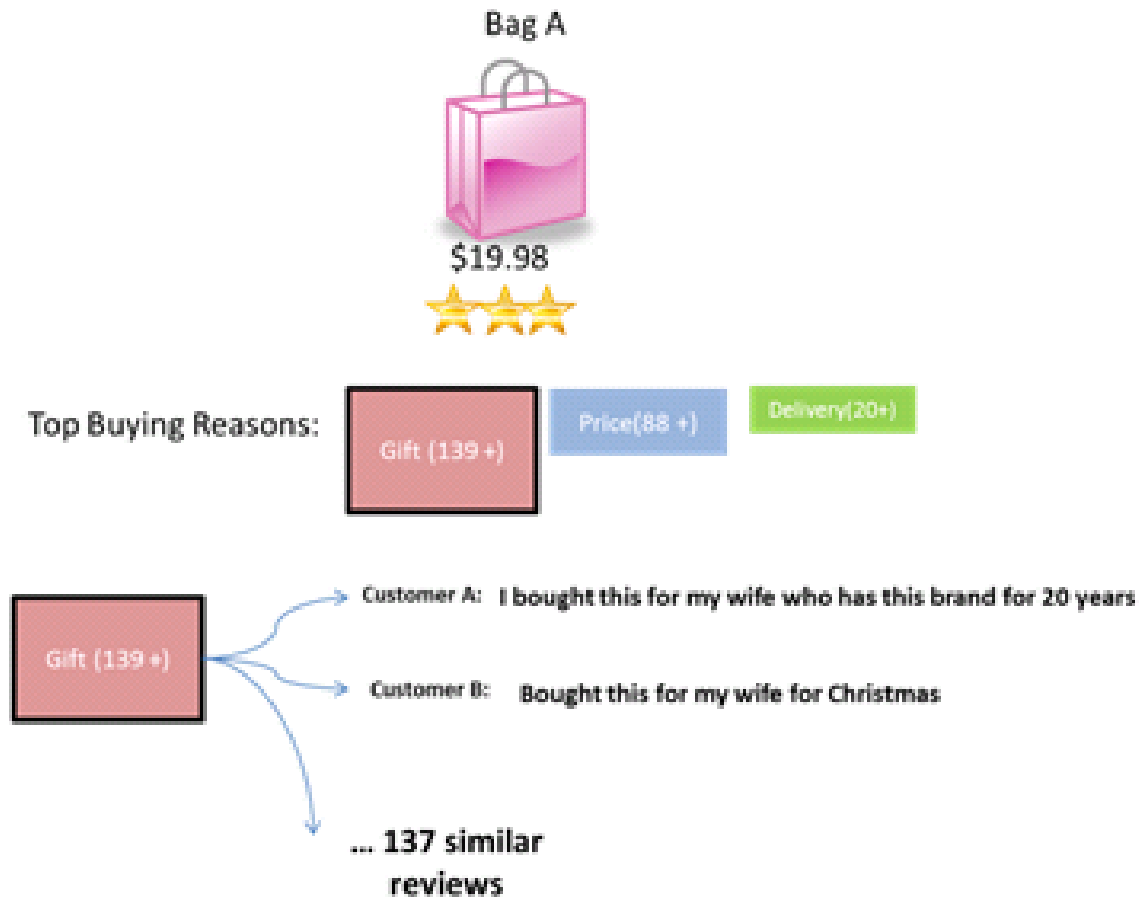 Bag A
$19.98
Top Buying Reasons:
Gift (139 +)
Price(88 +)
Delivery(20+)
Gift (139 +)
Customer A: I bought this for my wife who has this brand for 20 years
Customer B: Bought this for my wife for Christmas
... 137 similar
reviews